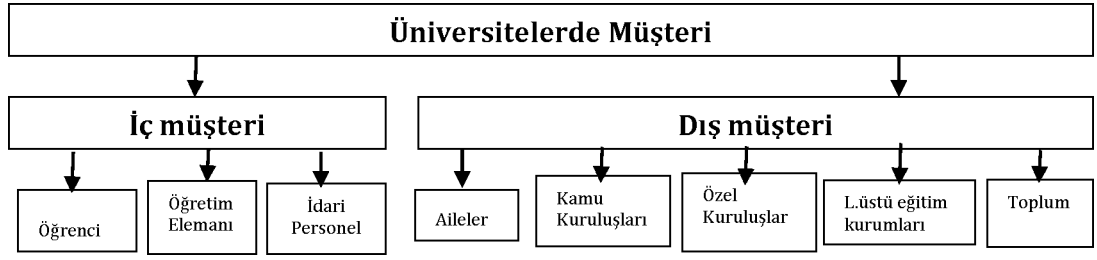 Üniversitelerde Müşteri
İç müşteri
Dış müşteri
Öğrenci
Öğretim
Elemanı
İdari
Personel
Aileler
Kamu
Kuruluşları
Özel
Kuruluşlar
L.üstü eğitim
kurumları
Toplum